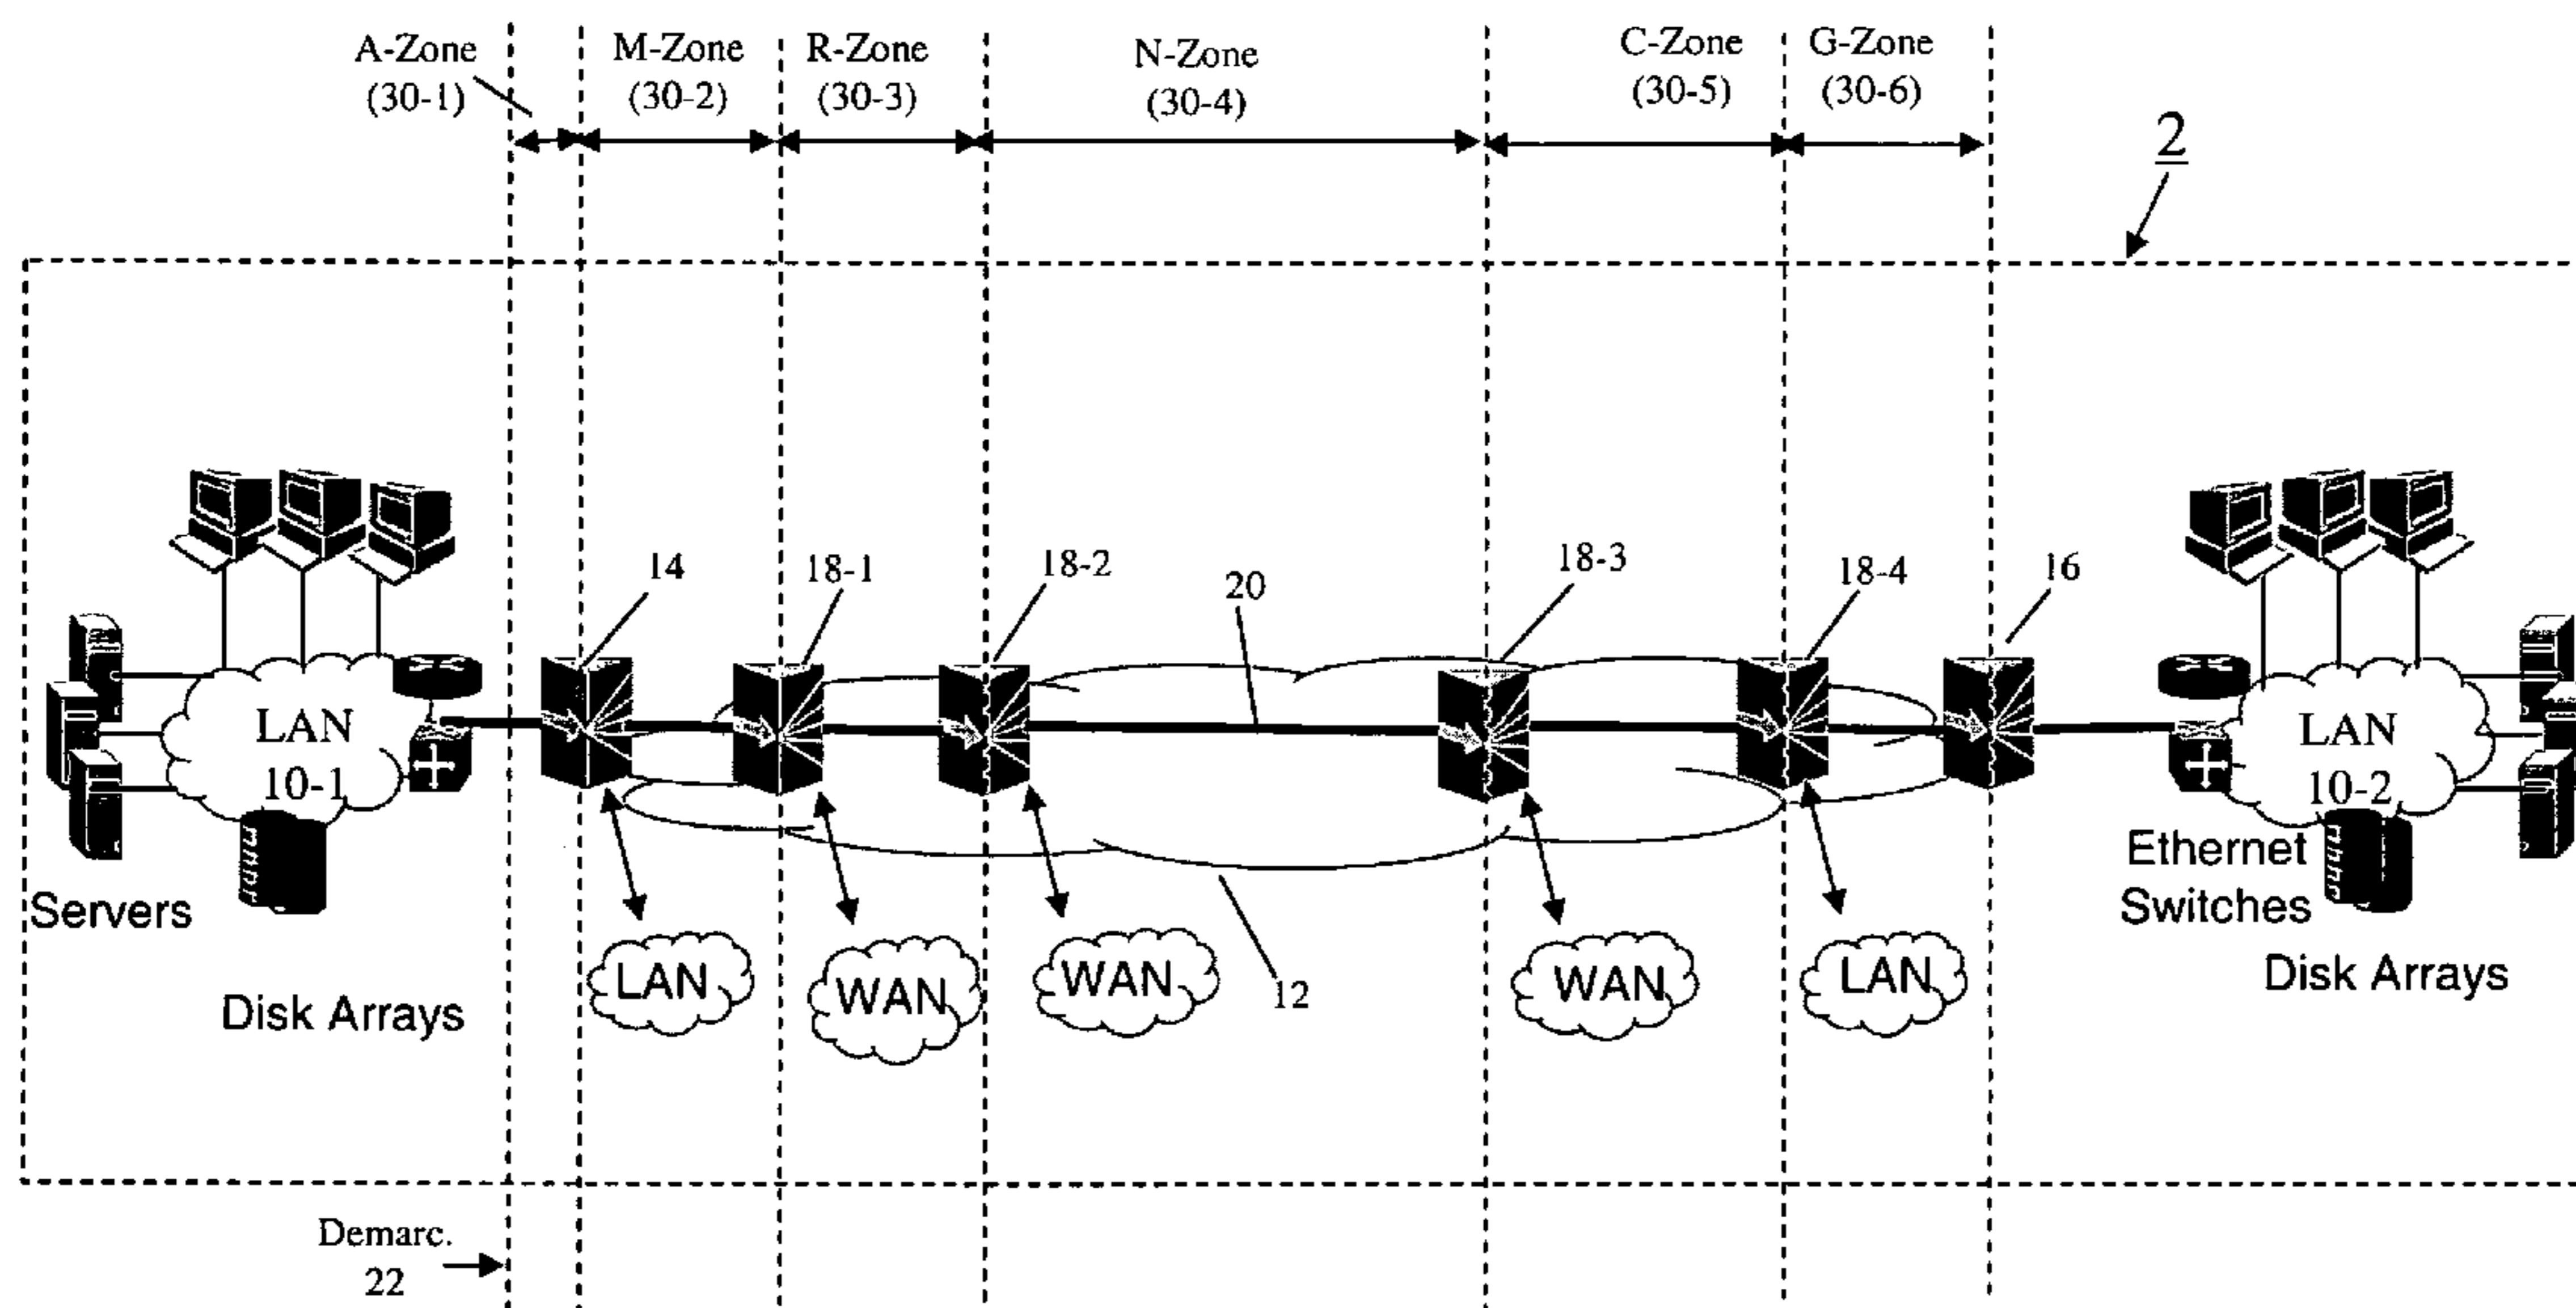 A-Zone
(30-1)
M-Zone
(30-2)
R-Zone
(30-3)
N-Zone
(30-4)
C-Zone
(30-5)
G-Zone
(30-6)
2
14
18-1
18-2
20
18-3
18-4
16
LAN
10-1
LAN
10-2
Servers
Disk Arrays
LAN
WAN
WAN
12
WAN
LAN
Ethernet
Switches
Disk Arrays
Demarc.
22